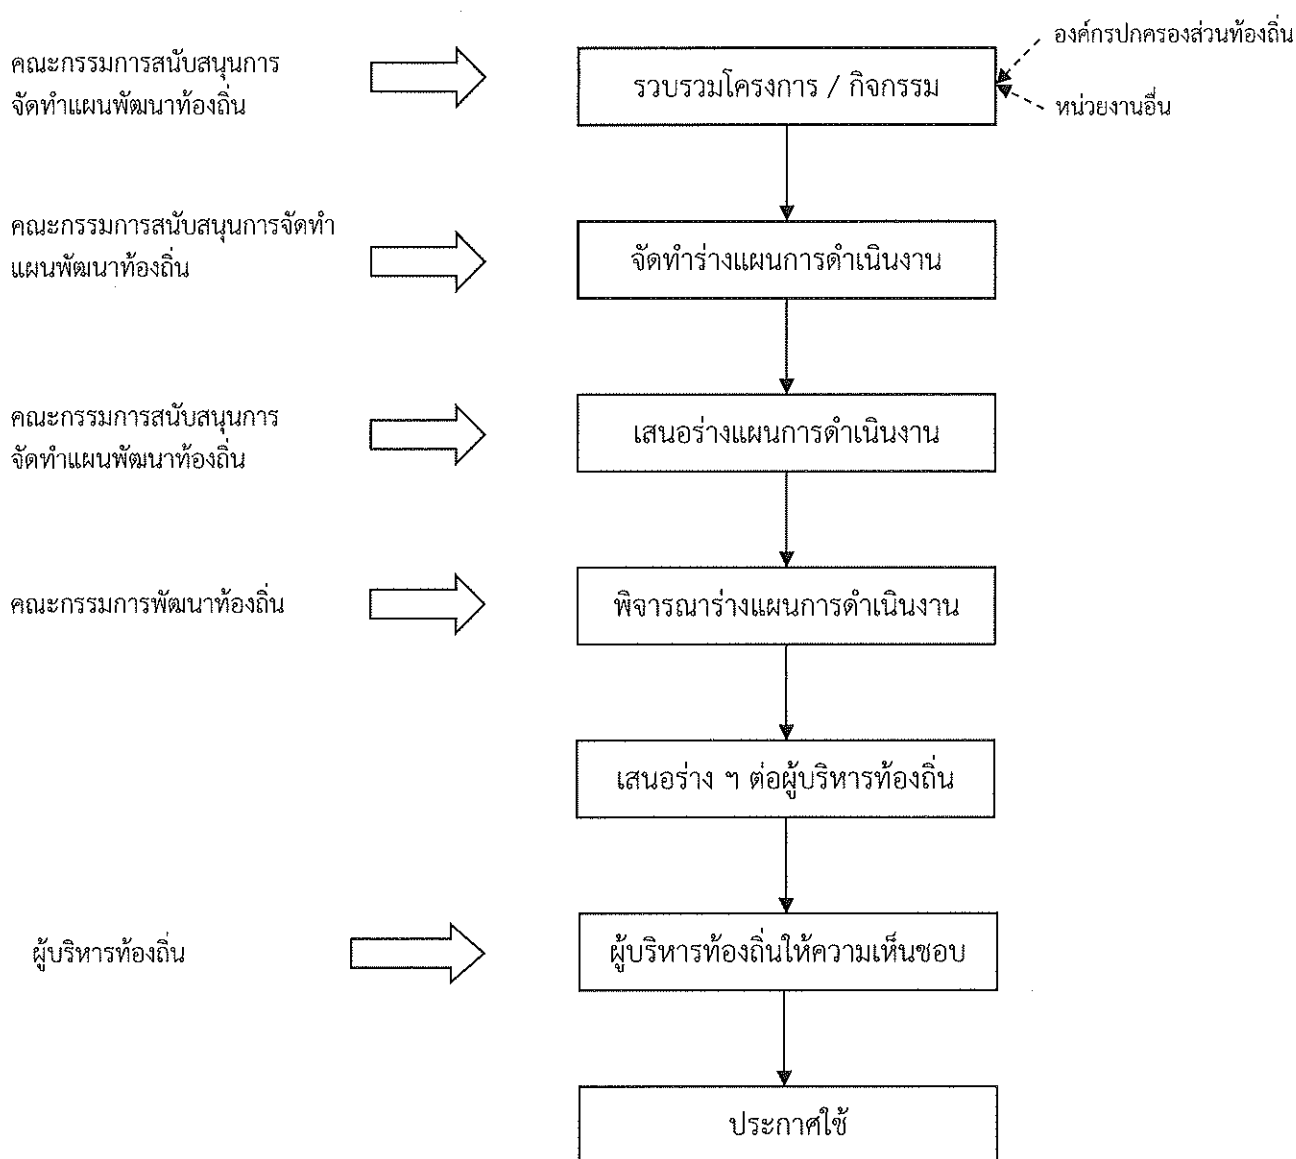 องค์กรปกครองส่วนท้องถิ่น
คณะกรรมการสนับสนุนการ
จัดทำแผนพัฒนาท้องถิ่น
รวบรวมโครงการ / กิจกรรม
หน่วยงานอื่น
คณะกรรมการสนับสนุนการจัดทำ
แผนพัฒนาท้องถิ่น
จัดทำร่างแผนการดำเนินงาน
คณะกรรมการสนับสนุนการ
จัดทำแผนพัฒนาท้องถิ่น
เสนอร่างแผนการดำเนินงาน
คณะกรรมการพัฒนาท้องถิ่น
พิจารณาร่างแผนการดำเนินงาน
เสนอร่าง ฯ ต่อผู้บริหารท้องถิ่น
ผู้บริหารท้องถิ่น
ผู้บริหารท้องถิ่นให้ความเห็นชอบ
ประกาศใช้